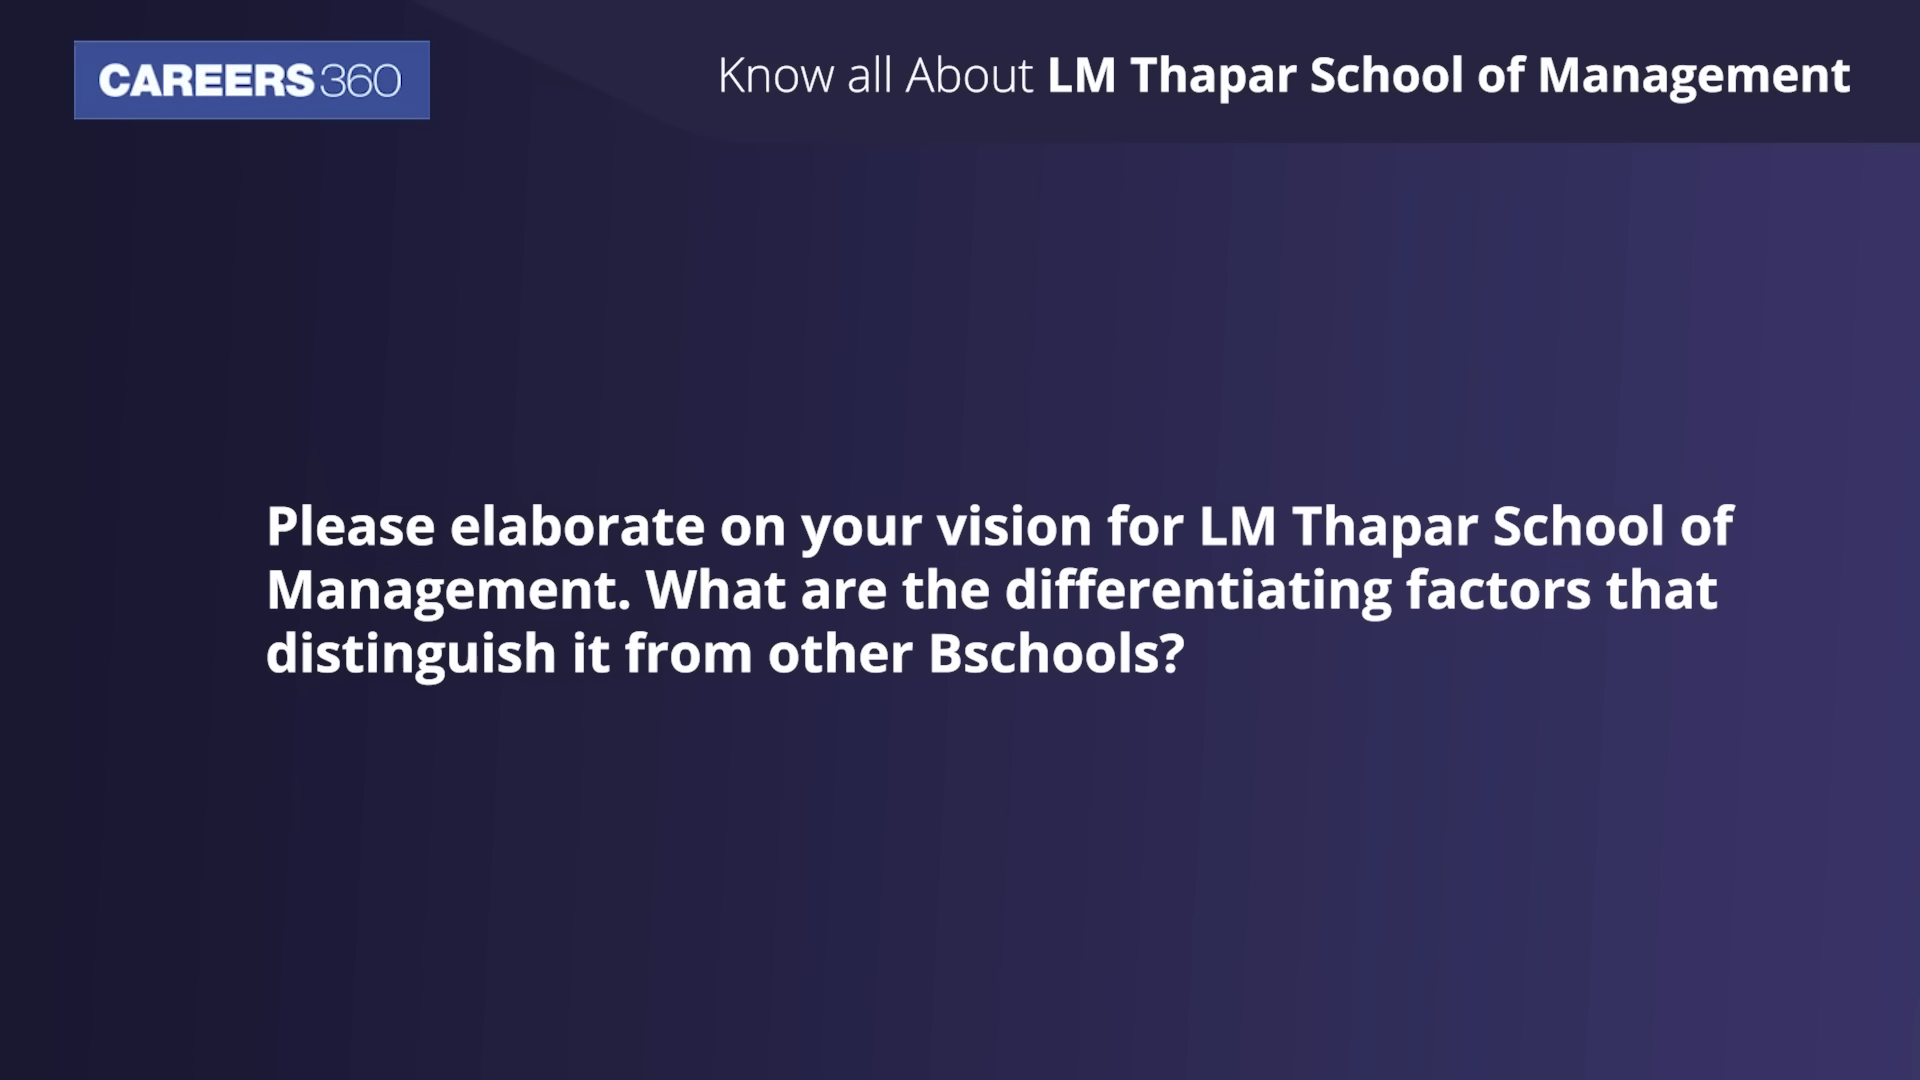 CAREERS360
Know all About LM Thapar School of Management
Please elaborate on your vision for LM Thapar School of
Management. What are the differentiating factors that
distinguish it from other Bschools?